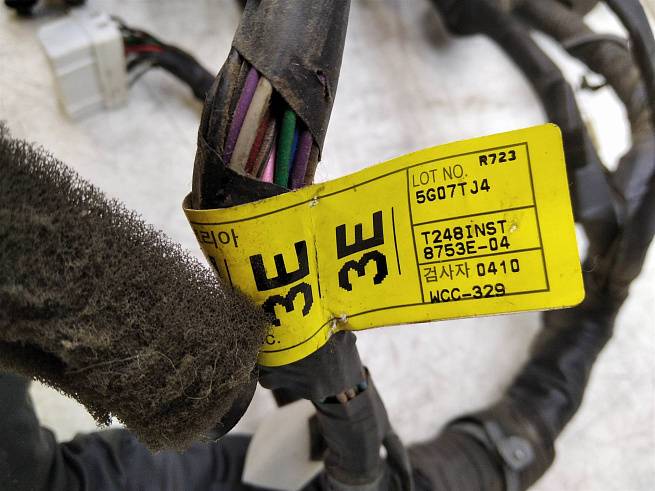 리아
3E
3E
C.
R723
LOT NO.
5G07TJ4
T248INST
8753E-04
검사자 0410
WCC-329